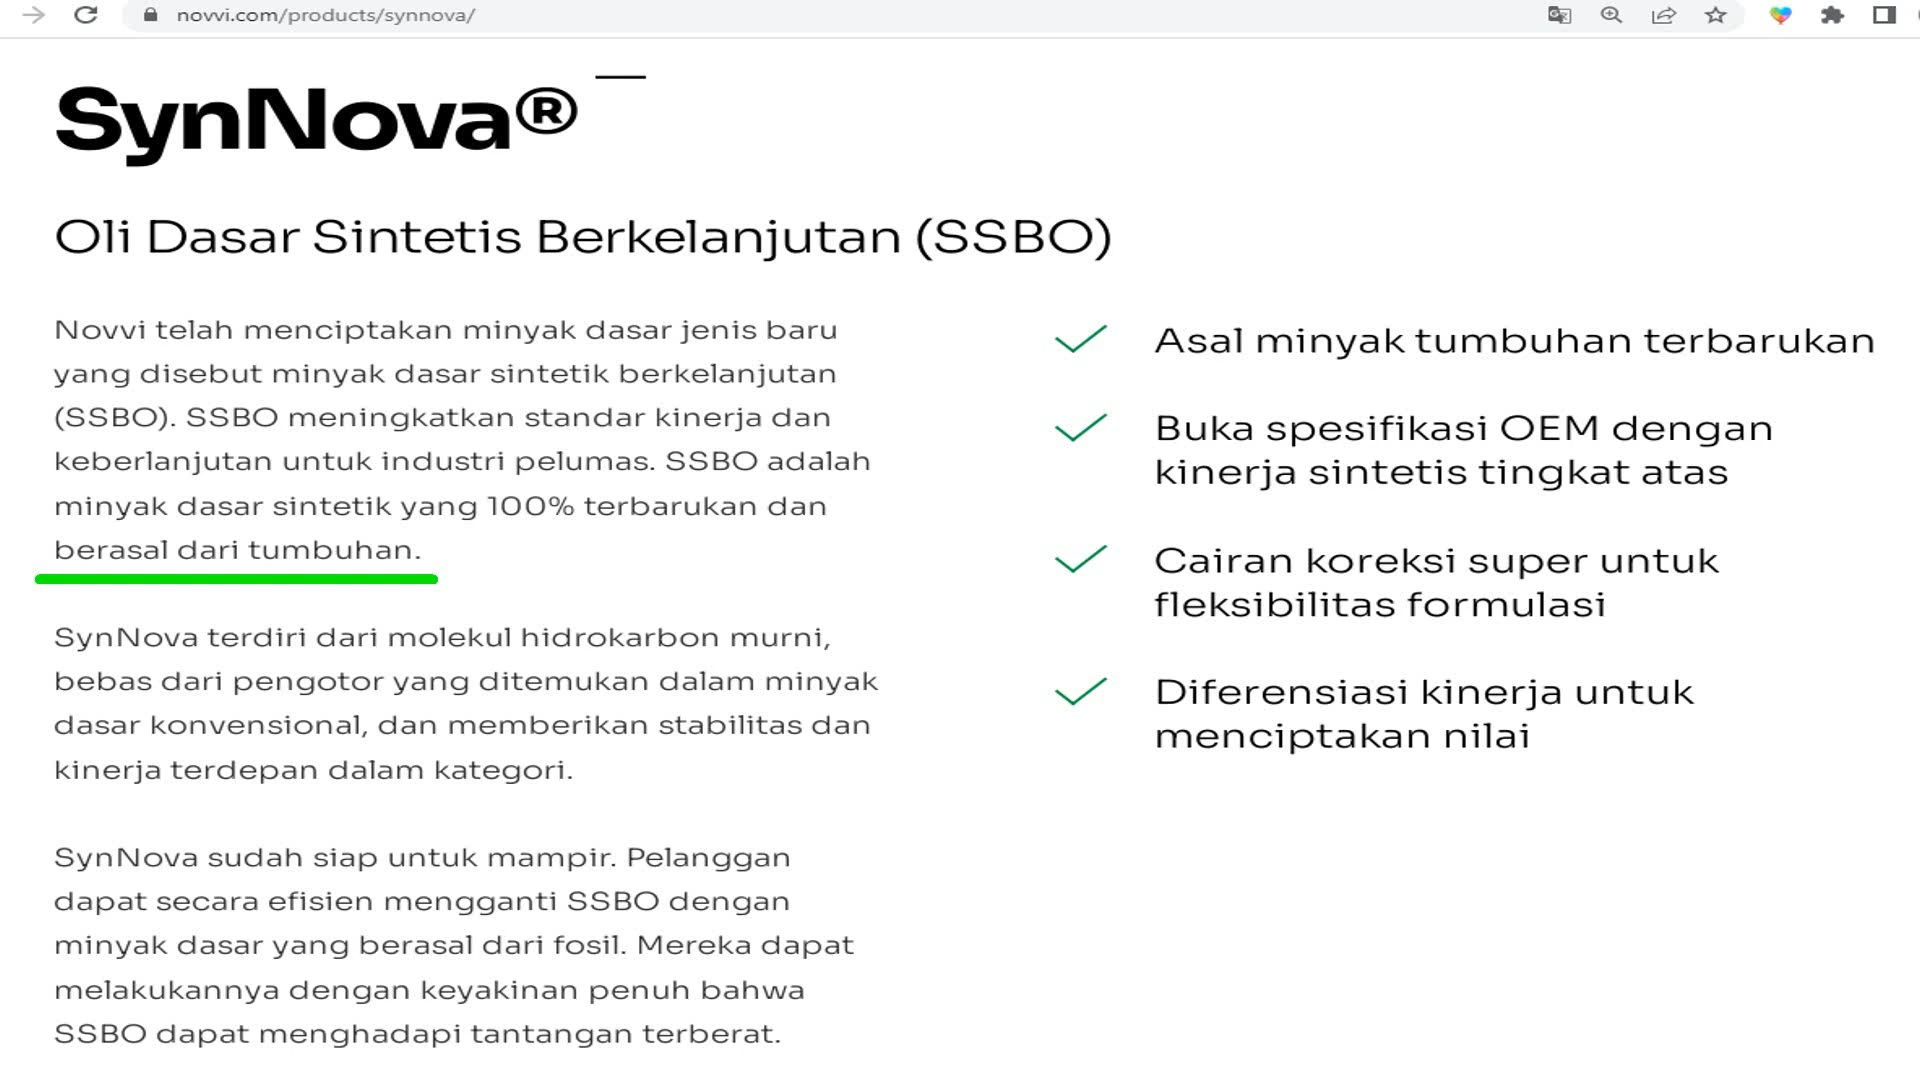 novvi.com/products/synnova/
SynNova®
Oli Dasar Sintetis Berkelanjutan (SSBO)
Novvi telah menciptakan minyak dasar jenis baru
yang disebut minyak dasar sintetik berkelanjutan
(SSBO). SSBO meningkatkan standar kinerja dan
keberlanjutan untuk industri pelumas. SSBO adalah
minyak dasar sintetik yang 100% terbarukan dan
berasal dari tumbuhan.
SynNova terdiri dari molekul hidrokarbon murni,
bebas dari pengotor yang ditemukan dalam minyak
dasar konvensional, dan memberikan stabilitas dan
kinerja terdepan dalam kategori.
SynNova sudah siap untuk mampir. Pelanggan
dapat secara efisien mengganti SSBO dengan
minyak dasar yang berasal dari fosil. Mereka dapat
melakukannya dengan keyakinan penuh bahwa
SSBO dapat menghadapi tantangan terberat.
Asal minyak tumbuhan terbarukan
Buka spesifikasi OEM dengan
kinerja sintetis tingkat atas
Cairan koreksi super untuk
fleksibilitas formulasi
Diferensiasi kinerja untuk
menciptakan nilai